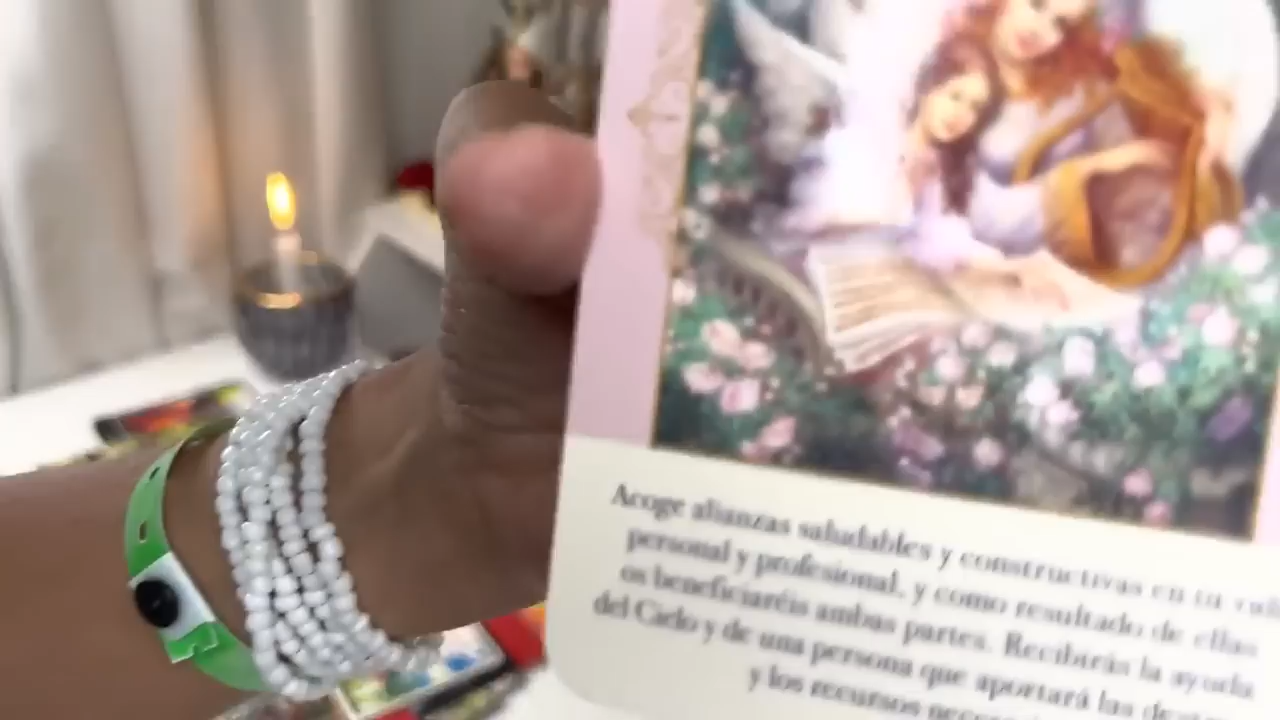 Acoge alianzas saludables y constructivas en tu
personal y profesional, y como resultado de ellas
os beneficiaréis ambas partes. Recibirás la ayuda
del Cielo y de una persona que aportará las
y los recursos